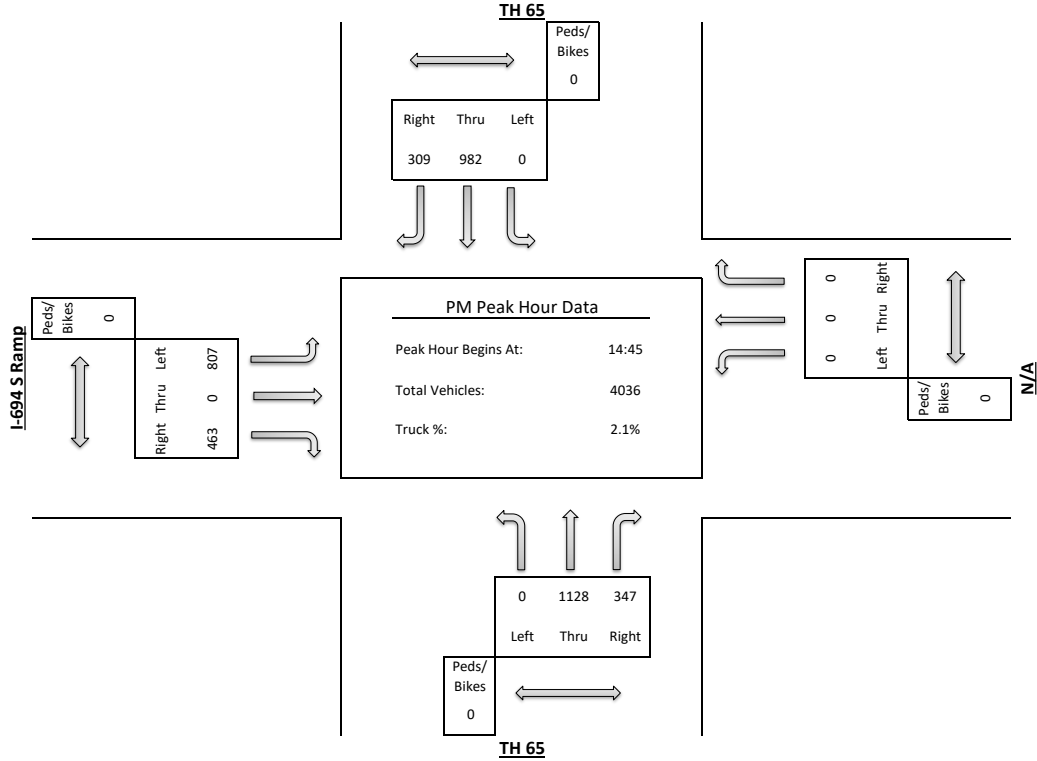 TH 65
Peds/
Bikes
0
Right Thru Left
309 982 0
I-694 S Ramp
Peds/
Bikes
0
Left 807
Thru 0
Right 463
PM Peak Hour Data
Peak Hour Begins At: 14:45
Total Vehicles: 4036
Truck %: 2.1%
0 Right
0 Thru
0 Left
Peds/
Bikes
0
N/A
0 1128 347
Left Thru Right
Peds/
Bikes
0
TH 65